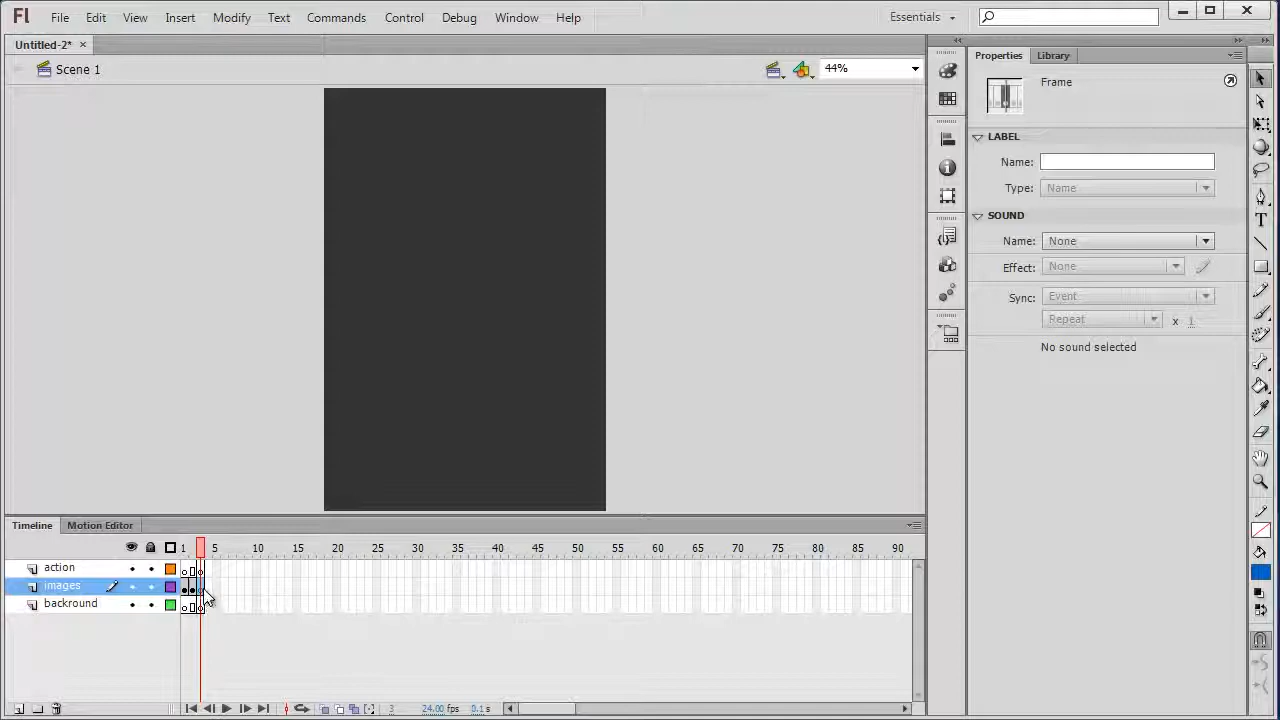 Fl File Edit View Insert Modify Text Commands Control Debug Window Help Essentials
Untitled-2*
Scene 1 44%
Properties Library
Frame
LABEL
Name:
Type: Name
SOUND
Name: None
Effect: None
Sync: Event
Repeat x 1
No sound selected
Timeline Motion Editor
1 5 10 15 20 25 30 35 40 45 50 55 60 65 70 75 80 85 90
action
images
backround
3 24.00 fps 0.1 s